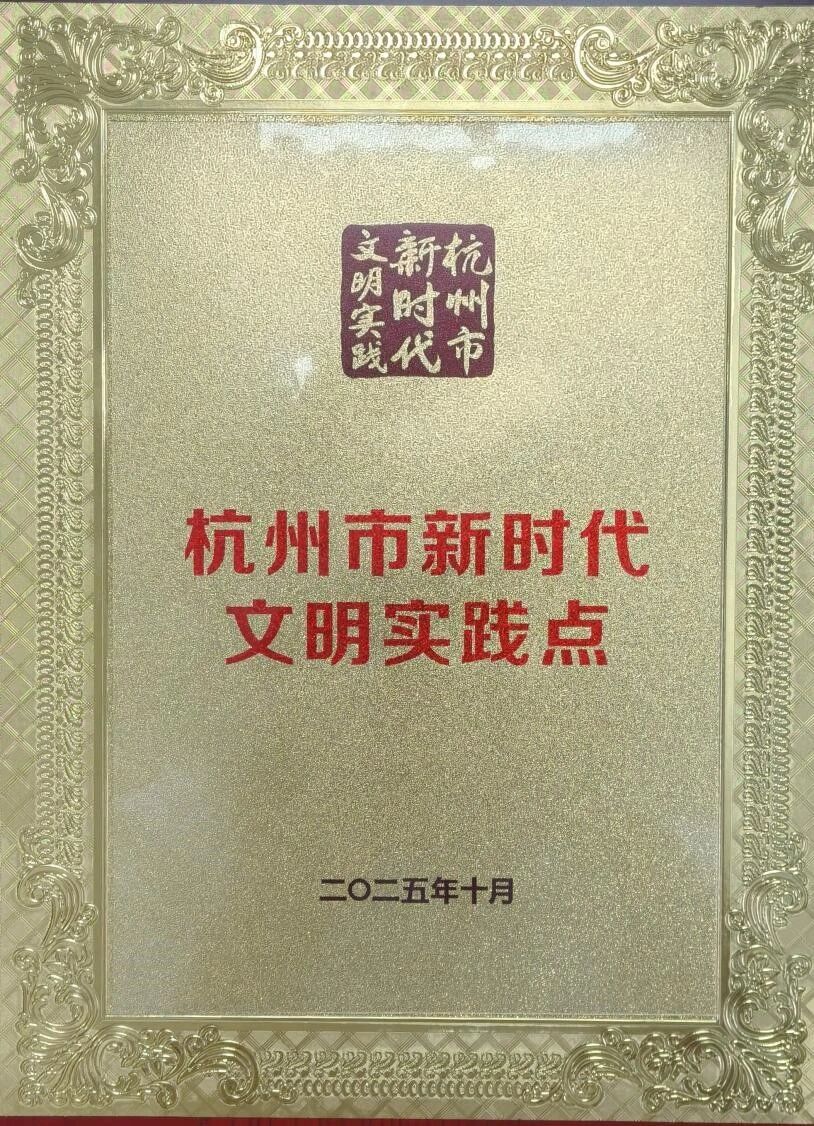 杭州市
新时代
文明实践
杭州市新时代
文明实践点
二〇二五年十月